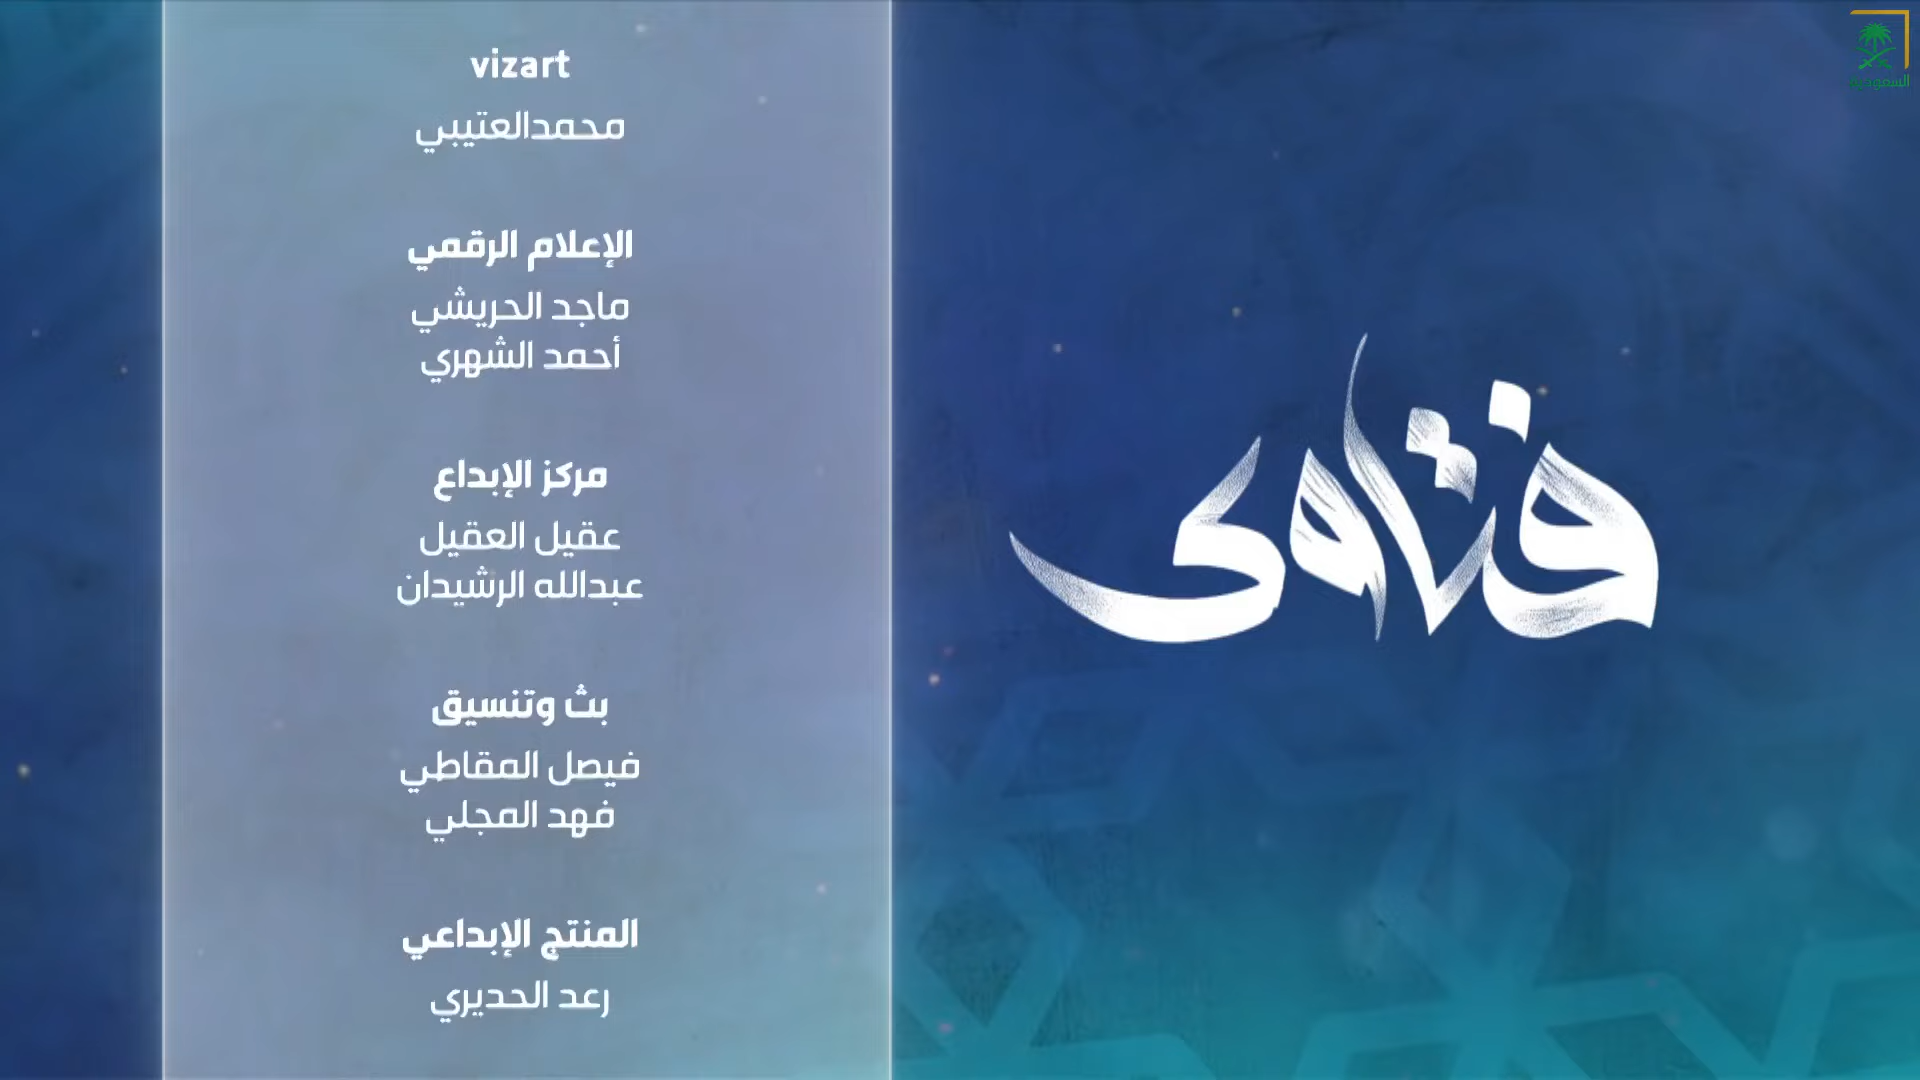 vizart
محمدالعتيبي
الإعلام الرقمي
ماجد الحريشي
أحمد الشهري
مركز الإبداع
عقيل العقيل
عبدالله الرشيدان
بث وتنسيق
فيصل المقاطي
فهد المجلي
المنتج الإبداعي
رعد الحديري
فتاوى
السعودية